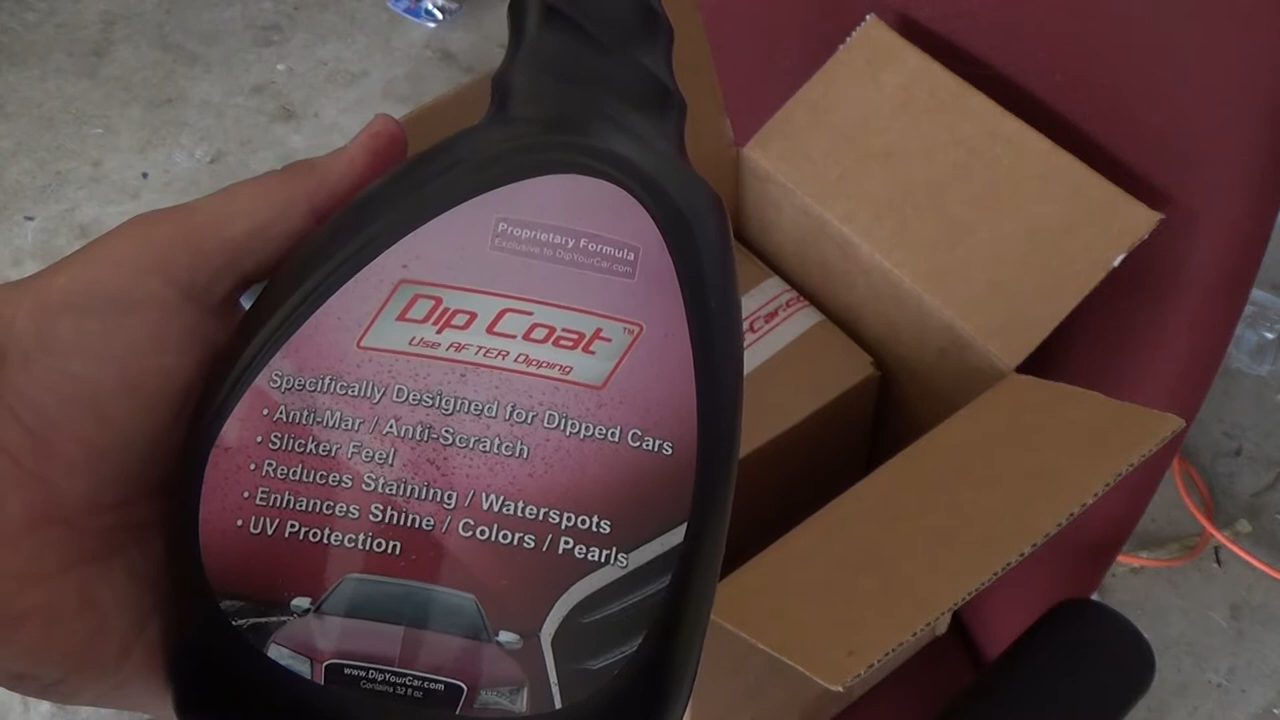 Proprietary Formula
Exclusive to DipYourCar.com
Dip Coat™
Use AFTER Dipping
Specifically Designed for Dipped Cars
• Anti-Mar / Anti-Scratch
• Slicker Feel
• Reduces Staining / Waterspots
• Enhances Shine / Colors / Pearls
• UV Protection
www.DipYourCar.com
Contains 32 fl oz